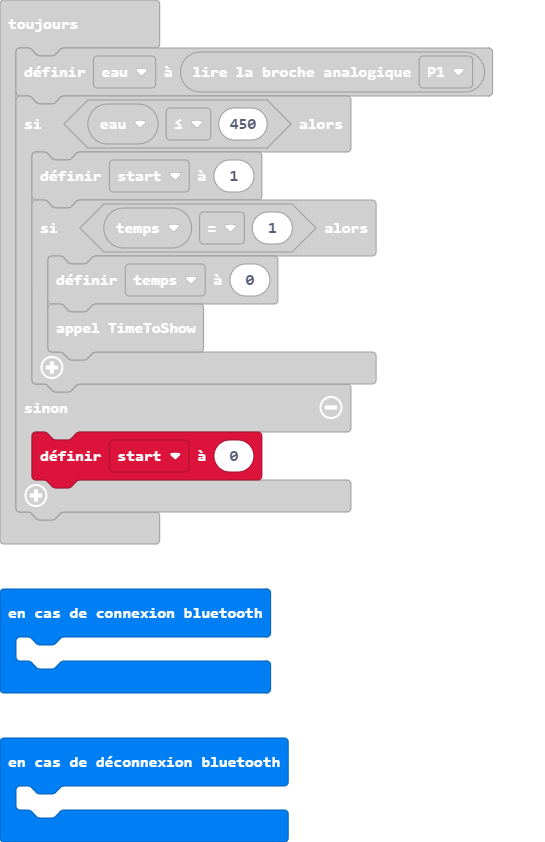 toujours
définir eau à lire la broche analogique P1
si eau ≤ 450 alors
définir start à 1
si temps = 1 alors
définir temps à 0
appel TimeToShow
sinon
définir start à 0
en cas de connexion bluetooth
en cas de déconnexion bluetooth